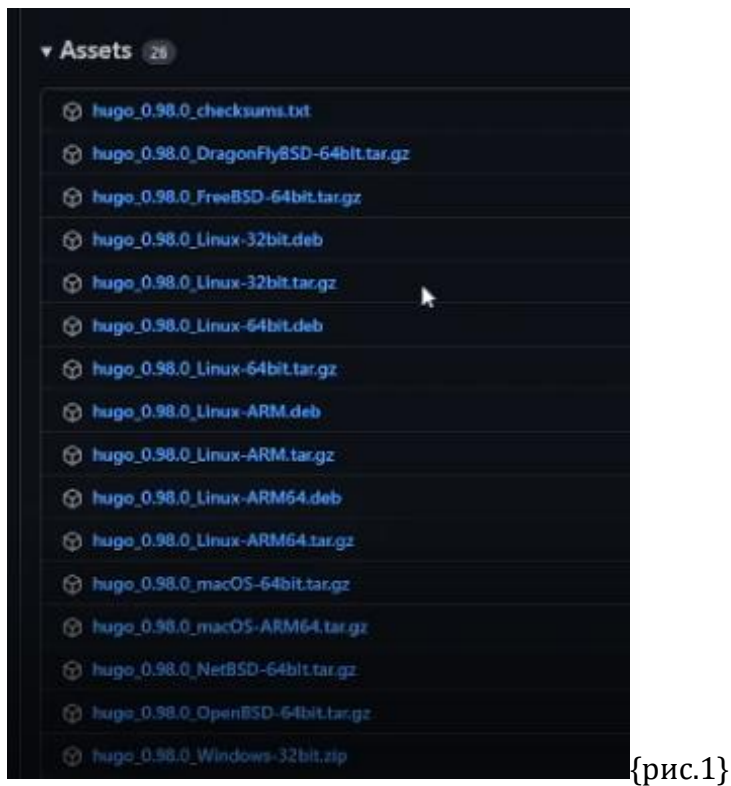 ▾ Assets 26
hugo_0.98.0_checksums.txt
hugo_0.98.0_DragonFlyBSD-64bit.tar.gz
hugo_0.98.0_FreeBSD-64bit.tar.gz
hugo_0.98.0_Linux-32bit.deb
hugo_0.98.0_Linux-32bit.tar.gz
hugo_0.98.0_Linux-64bit.deb
hugo_0.98.0_Linux-64bit.tar.gz
hugo_0.98.0_Linux-ARM.deb
hugo_0.98.0_Linux-ARM.tar.gz
hugo_0.98.0_Linux-ARM64.deb
hugo_0.98.0_Linux-ARM64.tar.gz
hugo_0.98.0_macOS-64bit.tar.gz
hugo_0.98.0_macOS-ARM64.tar.gz
hugo_0.98.0_NetBSD-64bit.tar.gz
hugo_0.98.0_OpenBSD-64bit.tar.gz
hugo_0.98.0_Windows-32bit.zip
{рис.1}